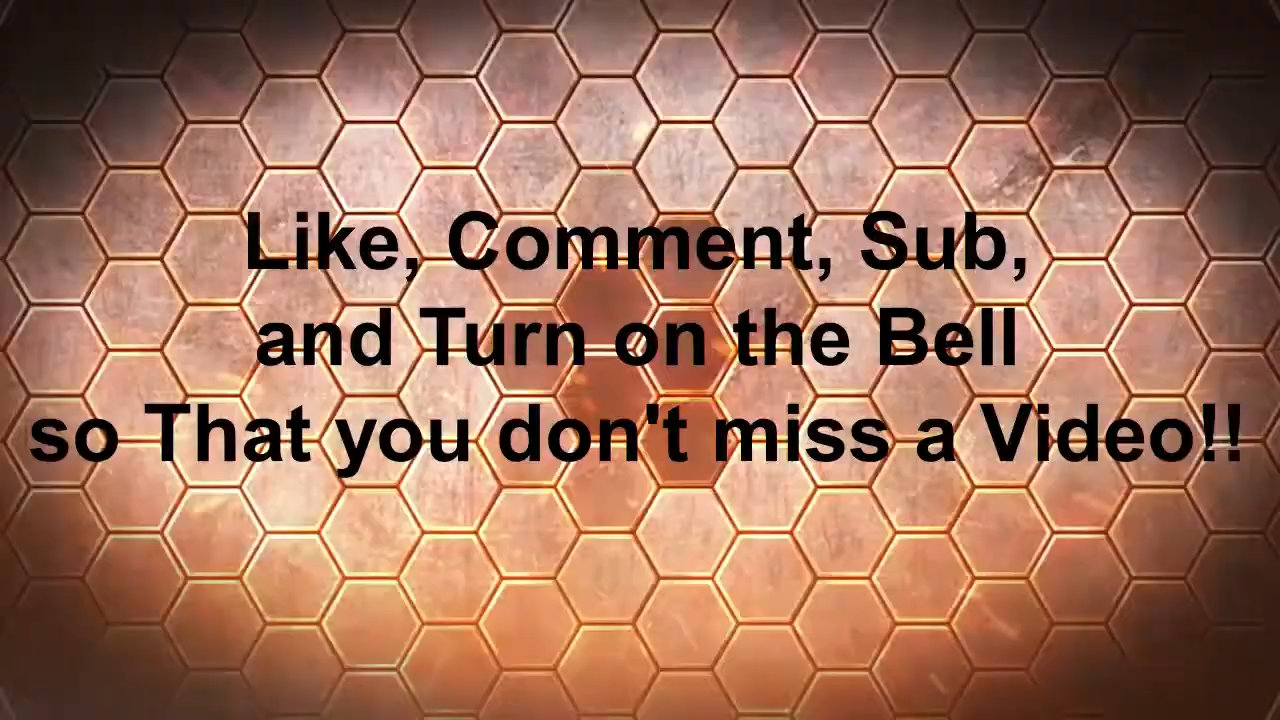 Like, Comment, Sub,
and Turn on the Bell
so That you don't miss a Video!!